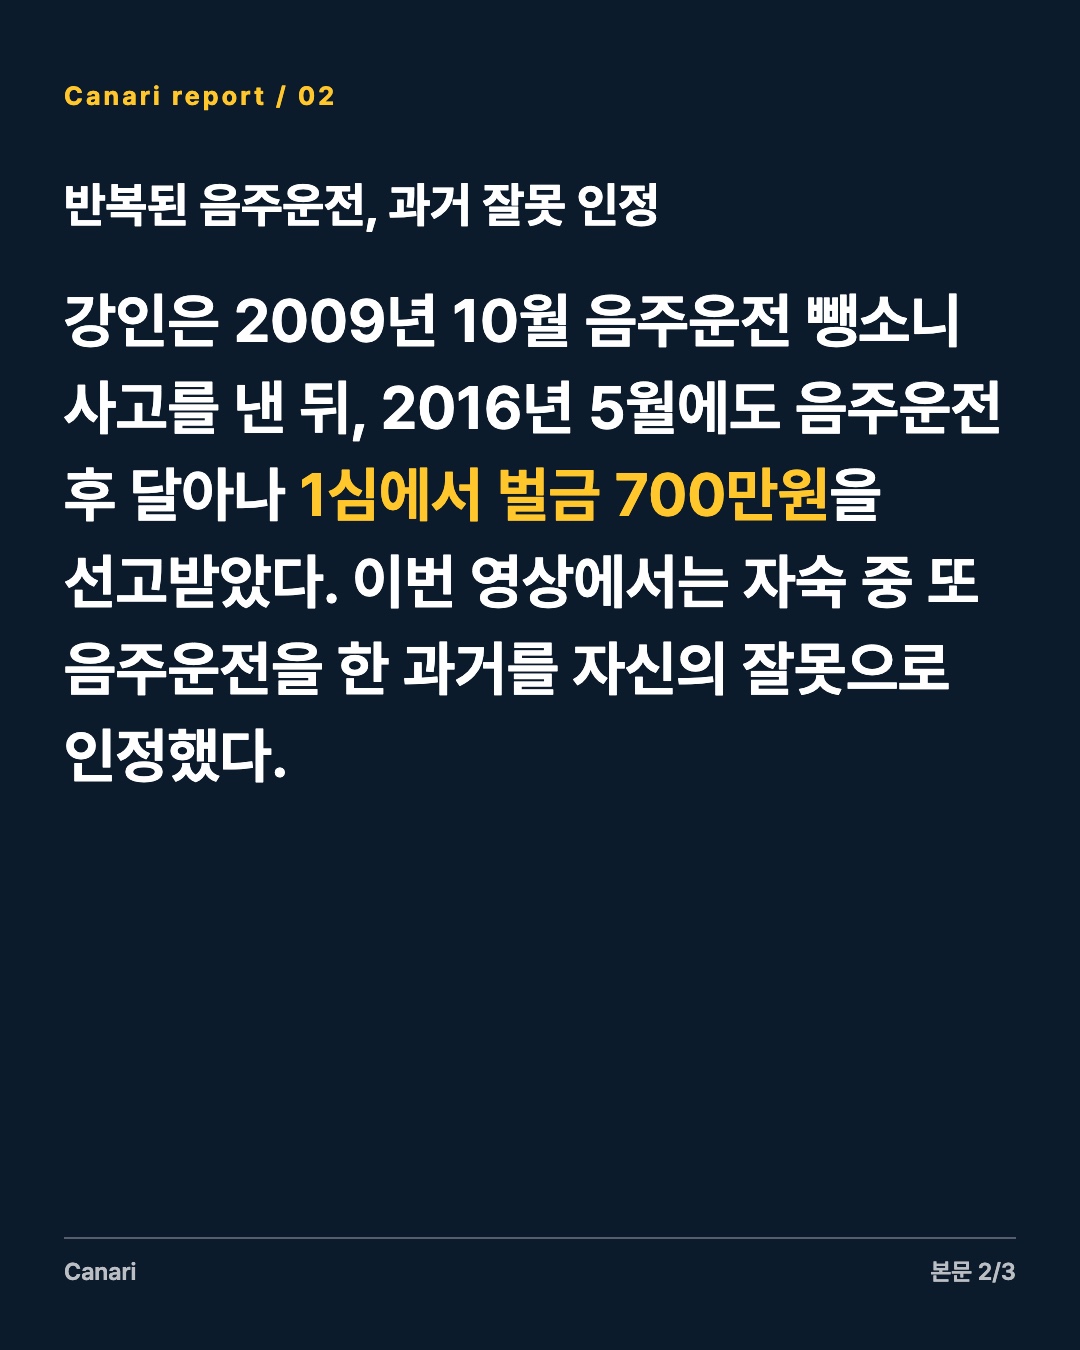 Canari report / 02
반복된 음주운전, 과거 잘못 인정
강인은 2009년 10월 음주운전 뺑소니
사고를 낸 뒤, 2016년 5월에도 음주운전
후 달아나 1심에서 벌금 700만원을
선고받았다. 이번 영상에서는 자숙 중 또
음주운전을 한 과거를 자신의 잘못으로
인정했다.
Canari
본문 2/3